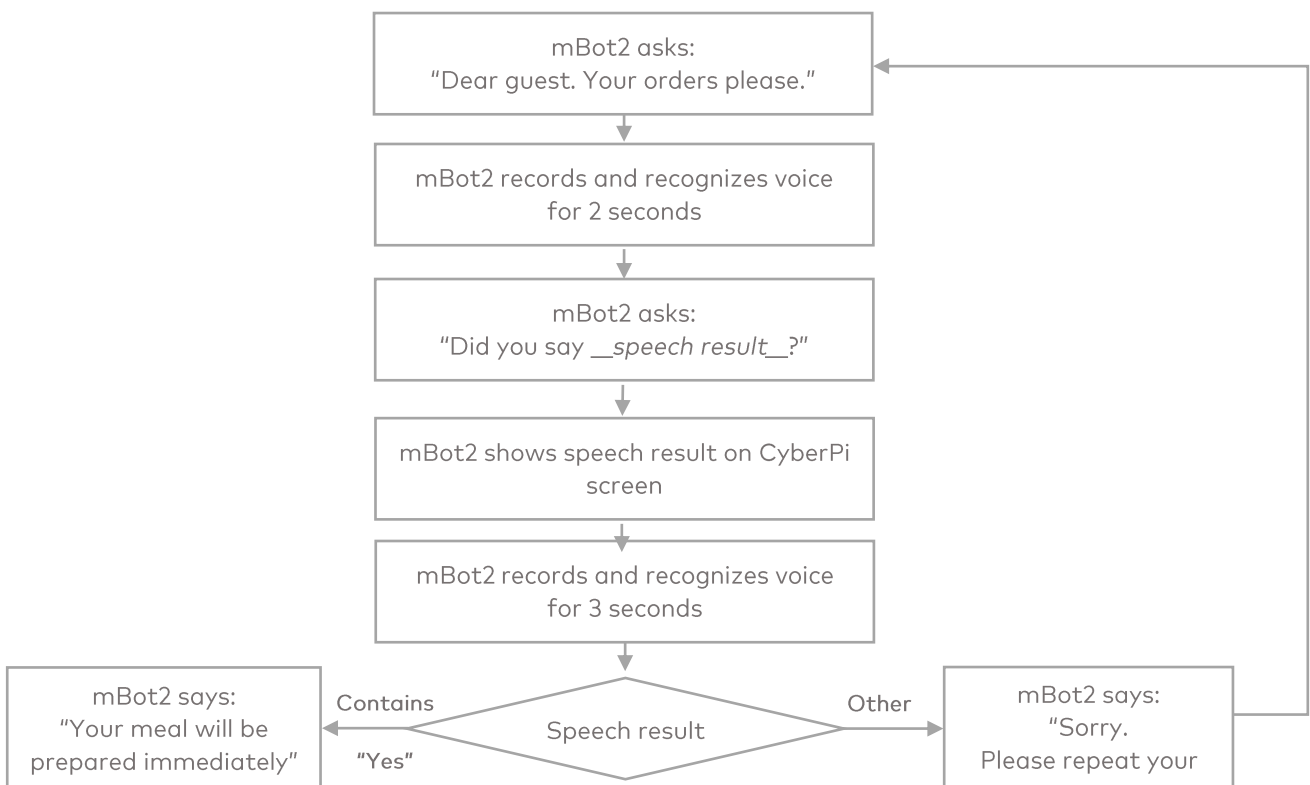 mBot2 asks:
“Dear guest. Your orders please.”
mBot2 records and recognizes voice
for 2 seconds
mBot2 asks:
“Did you say __speech result__?”
mBot2 shows speech result on CyberPi
screen
mBot2 records and recognizes voice
for 3 seconds
mBot2 says:
“Your meal will be
prepared immediately”
Contains
“Yes”
Speech result
Other
mBot2 says:
“Sorry.
Please repeat your